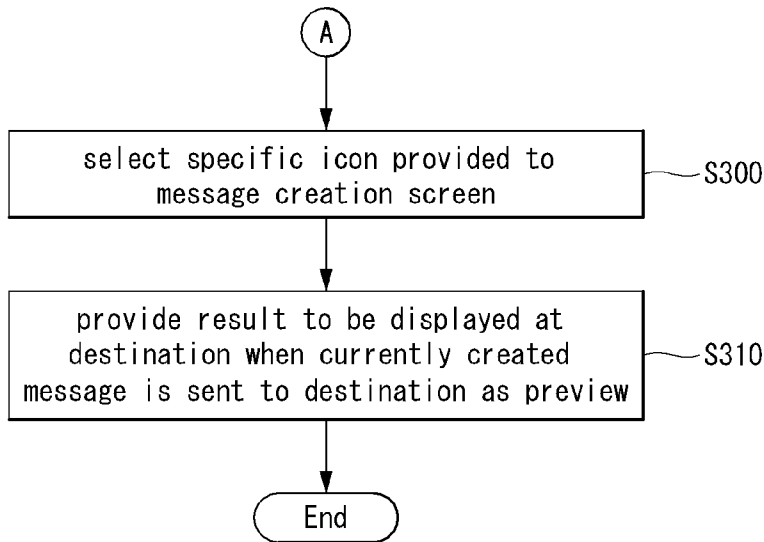 A
select specific icon provided to
message creation screen
S300
provide result to be displayed at
destination when currently created
message is sent to destination as preview
S310
End